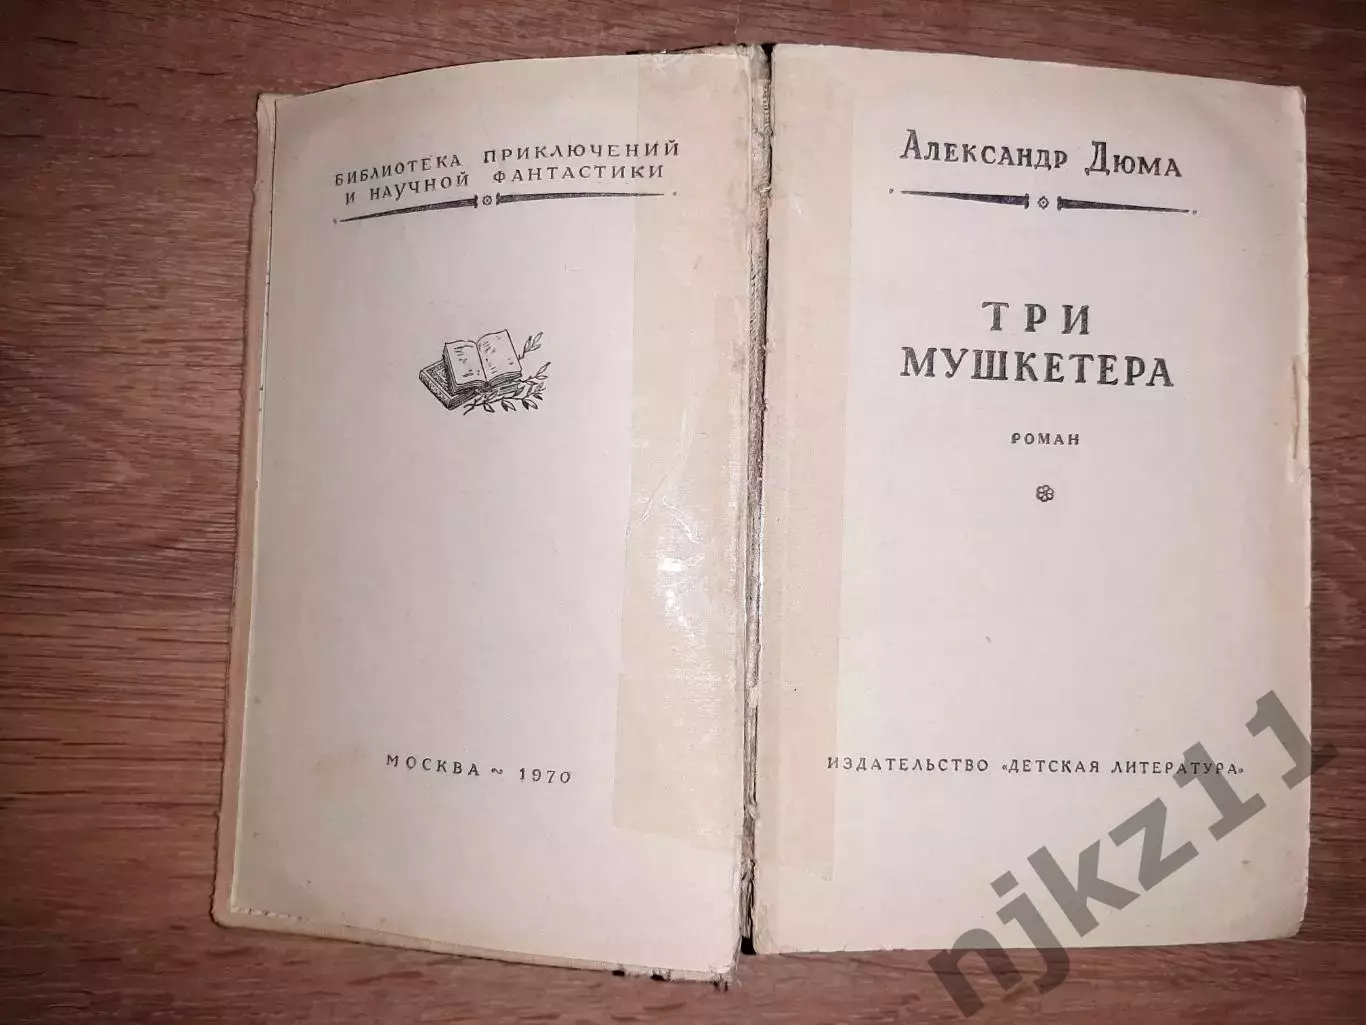 БИБЛИОТЕКА ПРИКЛЮЧЕНИЙ
И НАУЧНОЙ ФАНТАСТИКИ
МОСКВА ~ 1970
АЛЕКСАНДР ДЮМА
ТРИ
МУШКЕТЕРА
РОМАН
ИЗДАТЕЛЬСТВО «ДЕТСКАЯ ЛИТЕРАТУРА»
njkz11